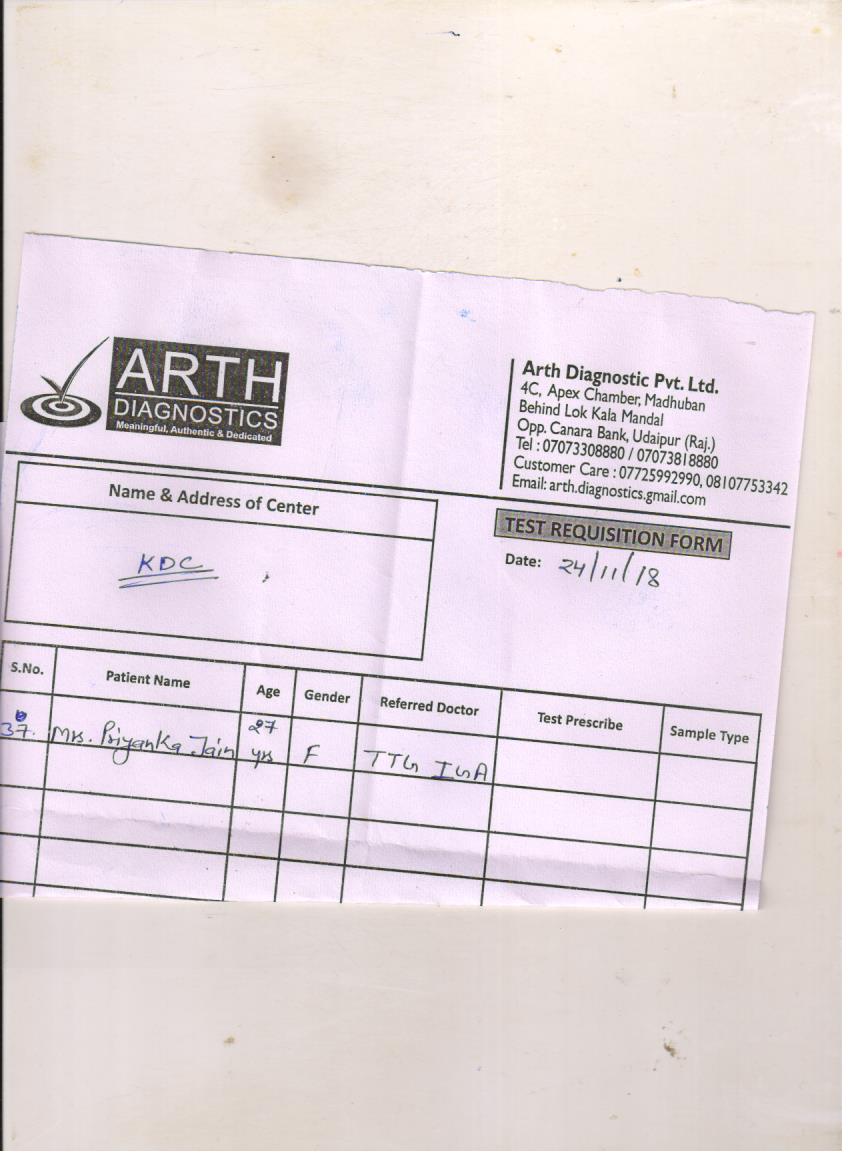 ARTH
DIAGNOSTICS
Meaningful, Authentic & Dedicated
Arth Diagnostic Pvt. Ltd.
4C, Apex Chamber, Madhuban
Behind Lok Kala Mandal
Opp. Canara Bank, Udaipur (Raj.)
Tel : 07073308880 / 07073818880
Customer Care : 07725992990, 08107753342
Email: arth.diagnostics.gmail.com
Name & Address of Center
KDC
TEST REQUISITION FORM
Date: 24/11/18
S.No. Patient Name Age Gender Referred Doctor Test Prescribe Sample Type
37. Mrs. Priyanka Jain 27 yrs F TTG IGA